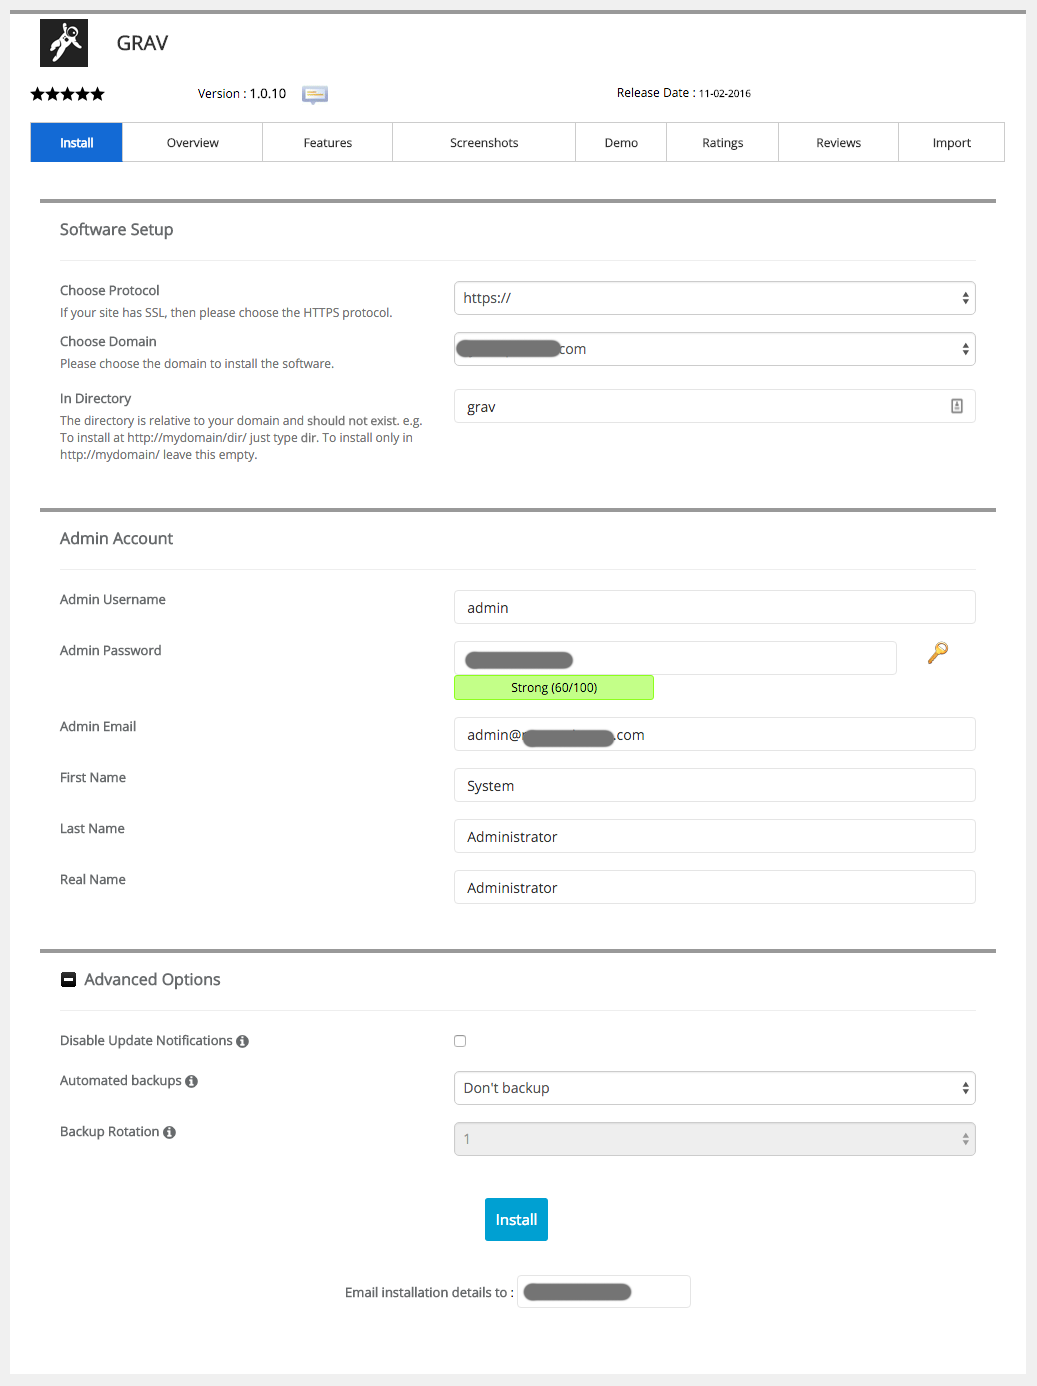 GRAV
Version : 1.0.10
Release Date : 11-02-2016
Install Overview Features Screenshots Demo Ratings Reviews Import
Software Setup
Choose Protocol
https://
If your site has SSL, then please choose the HTTPS protocol.
Choose Domain
com
Please choose the domain to install the software.
In Directory
grav
The directory is relative to your domain and should not exist. e.g.
To install at http://mydomain/dir/ just type dir. To install only in
http://mydomain/ leave this empty.
Admin Account
Admin Username
admin
Admin Password
Strong (60/100)
Admin Email
admin@ .com
First Name
System
Last Name
Administrator
Real Name
Administrator
Advanced Options
Disable Update Notifications
Automated backups
Don't backup
Backup Rotation
1
Install
Email installation details to :